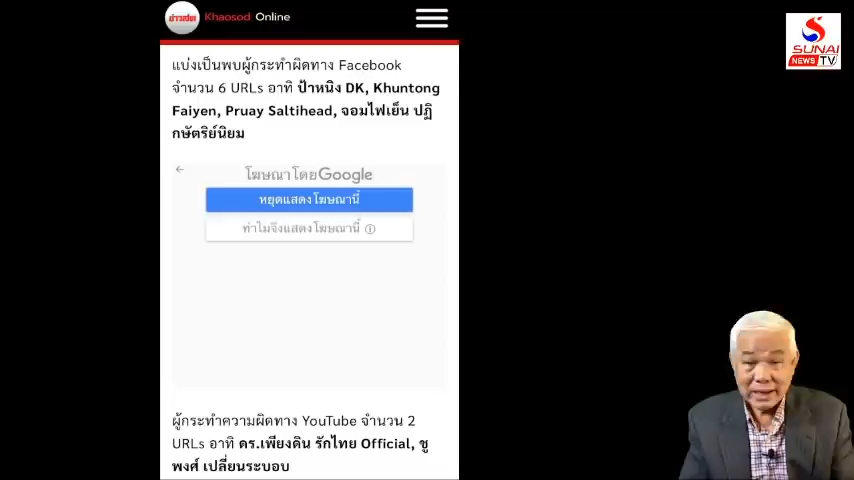 ข่าวสด Khaosod Online
SUNAI
NEWS TV
แบ่งเป็นพบผู้กระทำผิดทาง Facebook
จำนวน 6 URLs อาทิ ป้าหนิง DK, Khuntong
Faiyen, Pruay Saltihead, จอมไฟเย็น ปฏิ
กษัตริย์นิยม
โฆษณาโดยGoogle
หยุดแสดงโฆษณานี้
ทำไมจึงแสดงโฆษณานี้
ผู้กระทำความผิดทาง YouTube จำนวน 2
URLs อาทิ ดร.เพียงดิน รักไทย Official, ชู
พงศ์ เปลี่ยนระบอบ